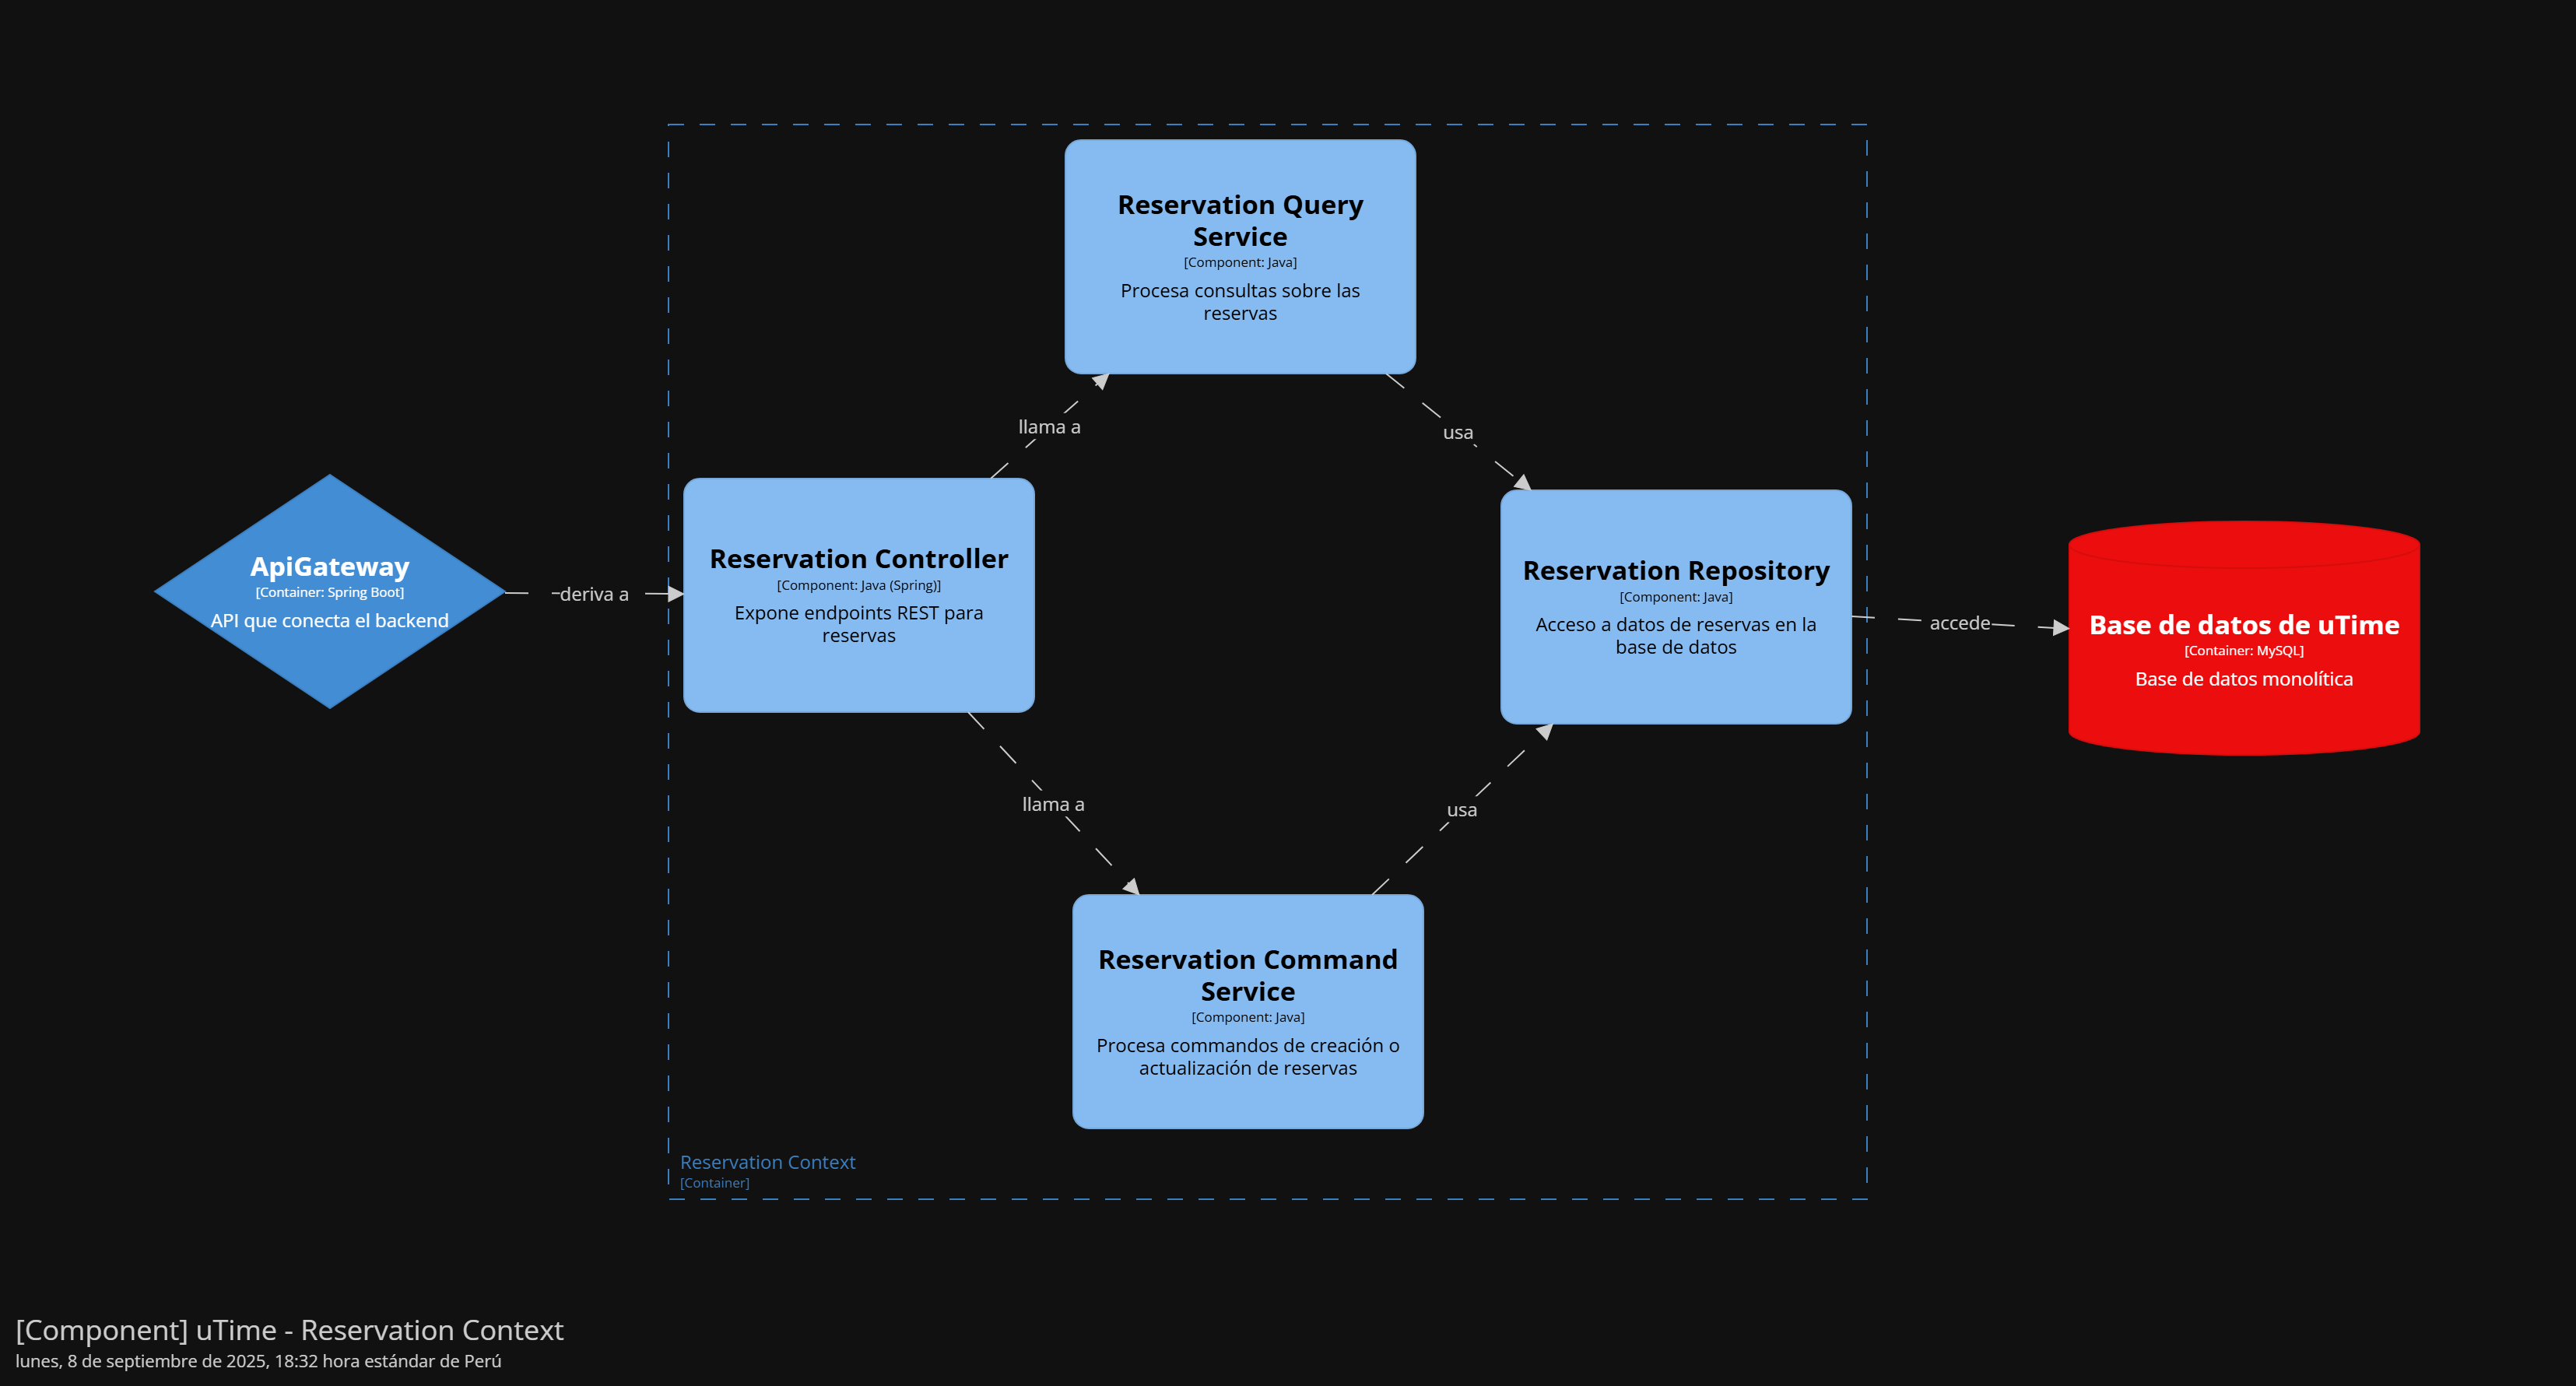 Reservation Query
Service
[Component: Java]
Procesa consultas sobre las
reservas
llama a
usa
ApiGateway
[Container: Spring Boot]
API que conecta el backend
deriva a
Reservation Controller
[Component: Java (Spring)]
Expone endpoints REST para
reservas
Reservation Repository
[Component: Java]
Acceso a datos de reservas en la
base de datos
accede
Base de datos de uTime
[Container: MySQL]
Base de datos monolítica
llama a
usa
Reservation Command
Service
[Component: Java]
Procesa commandos de creación o
actualización de reservas
Reservation Context
[Container]
[Component] uTime - Reservation Context
lunes, 8 de septiembre de 2025, 18:32 hora estándar de Perú